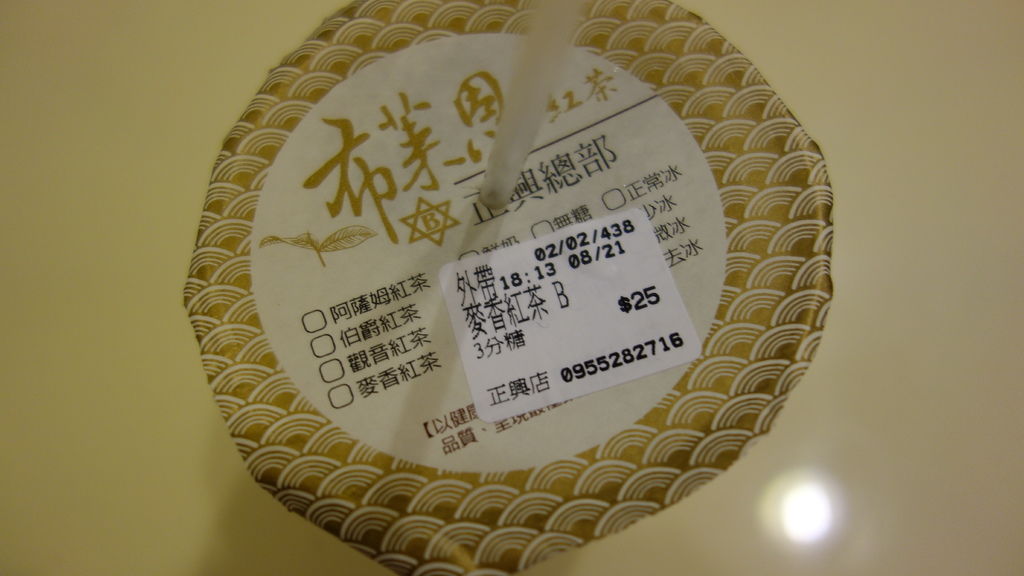 布萊恩紅茶
正興總部
B
鮮奶 □無糖 □正常冰
少冰
微冰
去冰
□阿薩姆紅茶
□伯爵紅茶
□觀音紅茶
□麥香紅茶
02/02/438
外帶 18:13 08/21
麥香紅茶 B
$25
3分糖
正興店 0955282716
【以健康
品質、呈現最